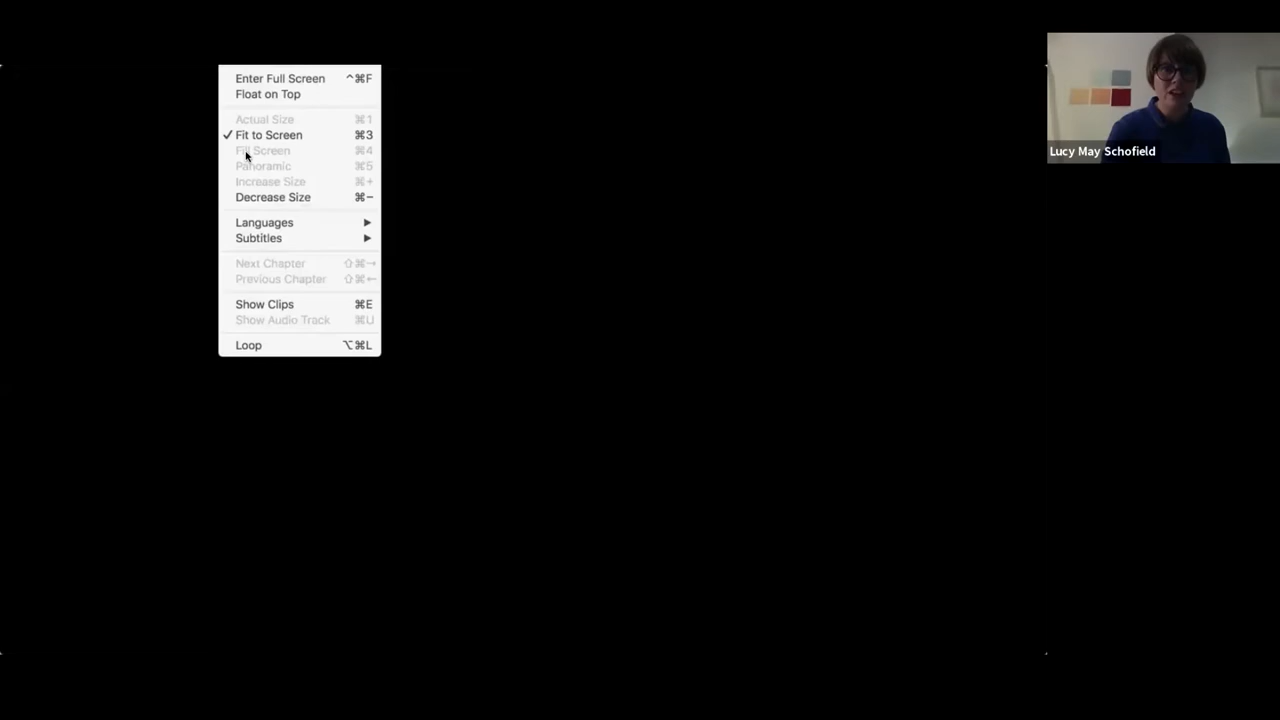 Enter Full Screen ^⌘F
Float on Top
Actual Size ⌘1
✓ Fit to Screen ⌘3
Fill Screen ⌘4
Panoramic ⌘5
Increase Size ⌘+
Decrease Size ⌘−
Languages ▶
Subtitles ▶
Next Chapter ⇧⌘→
Previous Chapter ⇧⌘←
Show Clips ⌘E
Show Audio Track ⌘U
Loop ⌥⌘L
Lucy May Schofield